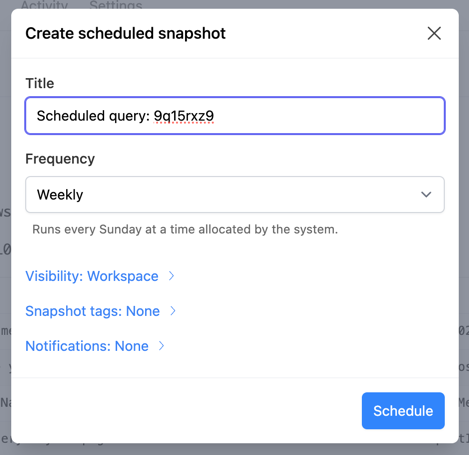 Activity Settings
Create scheduled snapshot
Title
Scheduled query: 9q15rxz9
Frequency
Weekly
Runs every Sunday at a time allocated by the system.
Visibility: Workspace
Snapshot tags: None
Notifications: None
Schedule